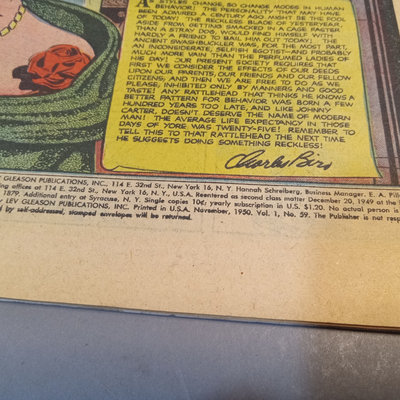 STYLES CHANGE, SO CHANGE MODES IN HUMAN
BEHAVIOR! THE PERSONALITY THAT MAY HAVE
ADMIRED A CENTURY AGO MIGHT BE THE FOOL
OF TODAY! THE RECKLESS BLADE OF YESTERYEAR,
ASIDE FROM GETTING SMACKED IN A CAGE FASTER
THAN A STRAY DOG, WOULD FIND HIMSELF WITH
HARDLY A FRIEND TO BAIL HIM OUT TODAY! THE
ANCIENT SWASHBUCKLER WAS, FOR THE MOST PART,
AN INCONSIDERATE, SELFISH EGOTIST—AND PROBABLY
MUCH MORE VAIN THAN THE PERFUMED LADIES OF
HIS DAY! OUR PRESENT SOCIETY REQUIRES THAT
FIRST WE CONSIDER THE EFFECTS OF OUR DEEDS
UPON OUR PARENTS, OUR FRIENDS AND OUR FELLOW
CITIZENS; AND THEN WE ARE FREE TO DO AS WE
PLEASE, INHIBITED ONLY BY MANNERS AND GOOD
TASTE! ANY RATTLEHEAD THAT THINKS HE KNOWS A
BETTER PATTERN FOR BEHAVIOR WAS BORN A FEW
HUNDRED YEARS TOO LATE, AND LIKE JOHNNY
CARTER, DOESN'T DESERVE THE NAME OF MODERN
MAN! THE AVERAGE LIFE EXPECTANCY IN THOSE
DAYS OF YORE WAS TWENTY-FIVE! REMEMBER TO
TELL THIS TO THAT RATTLEHEAD THE NEXT TIME
HE SUGGESTS DOING SOMETHING RECKLESS!
Charles Biro
GLEASON PUBLICATIONS, INC., 114 E. 32nd St., New York 16, N. Y. Hannah Schreiberg, Business Manager. E. A.
offices at 114 E. 32nd St., New York 16, N. Y., U.S.A. Reentered as second class matter December 20, 1949 at the
1879. Additional entry at Syracuse, N. Y. Single copies 10¢; yearly subscription in U.S. $1.20. No actual person is
by LEV GLEASON PUBLICATIONS, INC. Printed in U.S.A. November, 1950. Vol. 1, No. 59. The Publisher is not
by self-addressed, stamped envelopes will be returned.